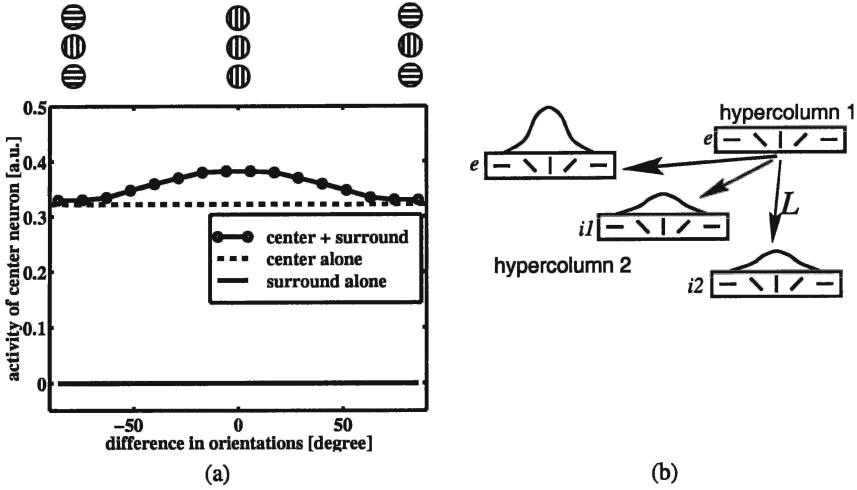 0.5
0.4
0.3
0.2
0.1
0
activity of center neuron [a.u.]
center + surround
center alone
surround alone
−50
0
50
difference in orientations [degree]
(a)
hypercolumn 1
e
e
L
i1
hypercolumn 2
i2
(b)